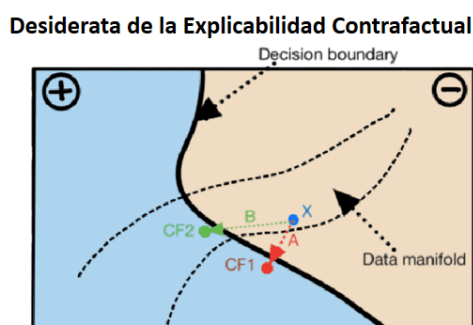 Desiderata de la Explicabilidad Contrafactual
Decision boundary
+
−
X
B
CF2
A
CF1
Data manifold